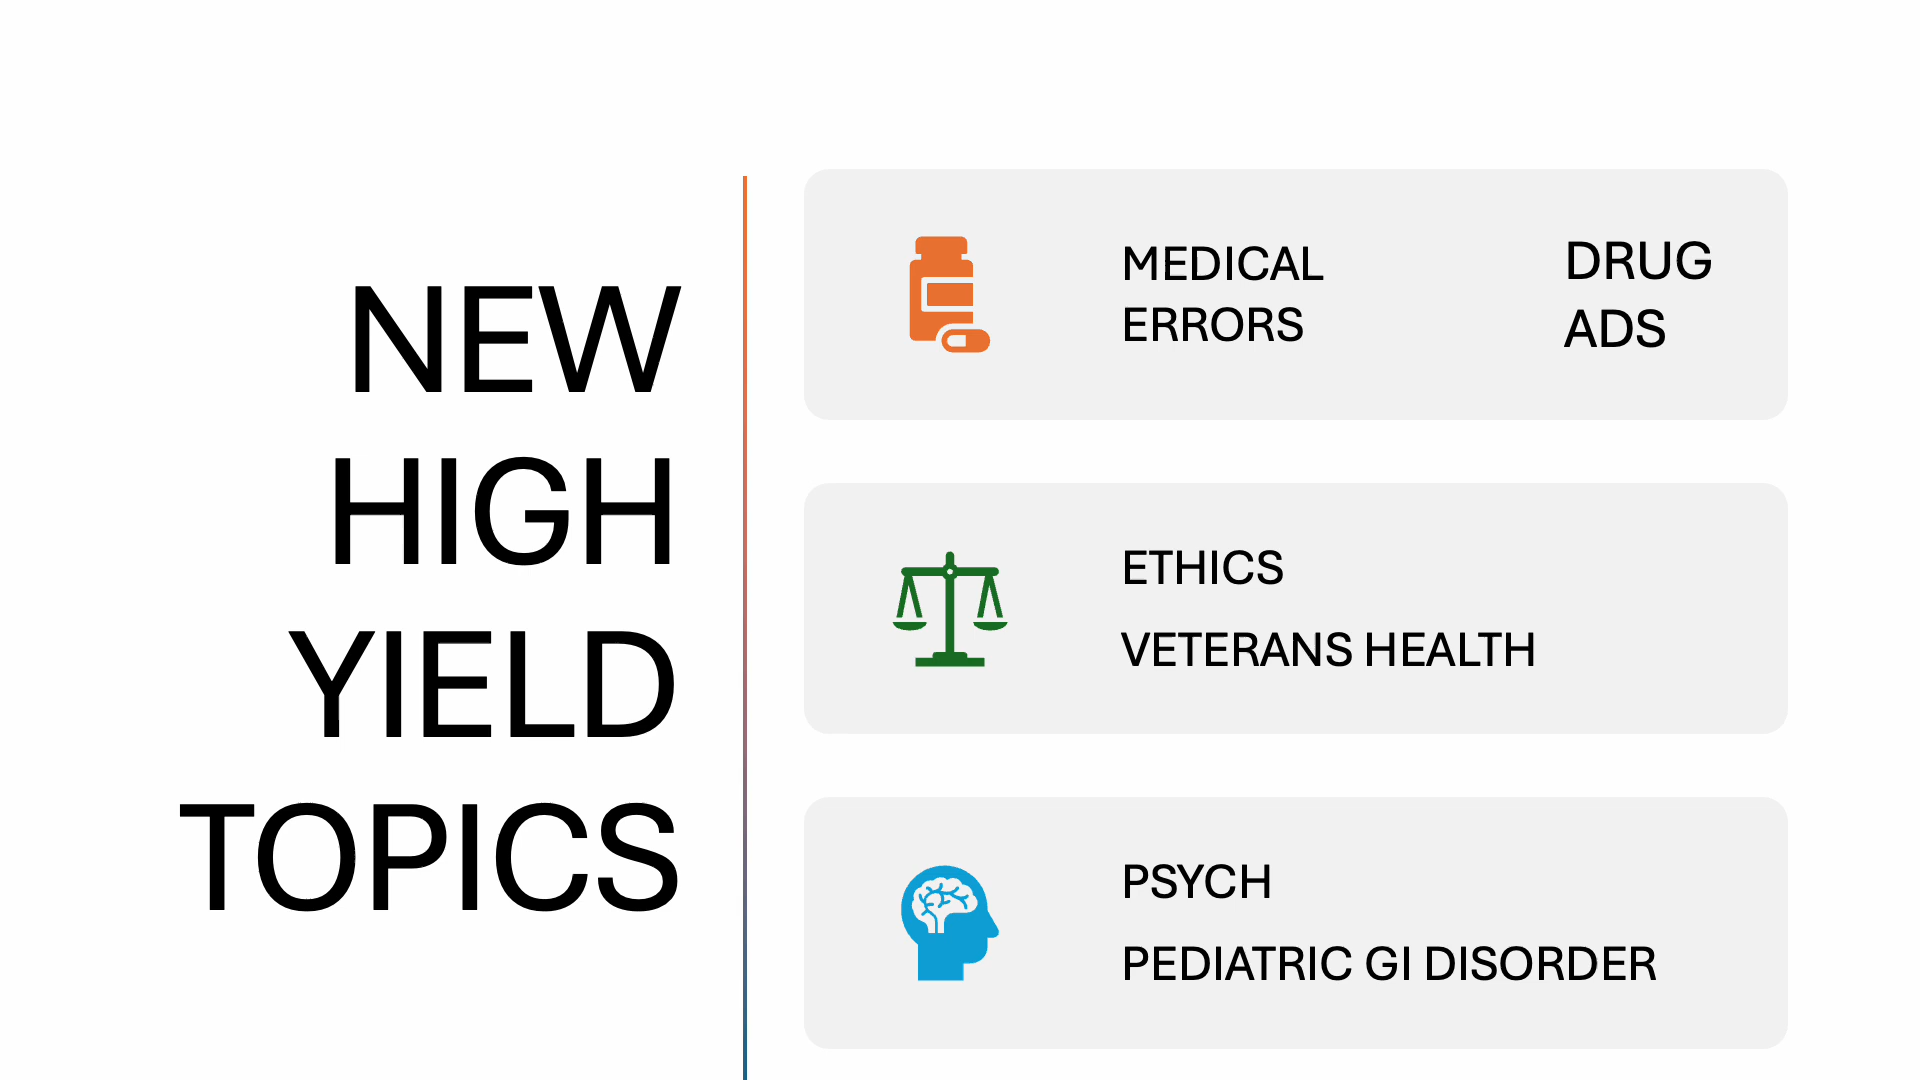 NEW
HIGH
YIELD
TOPICS
MEDICAL
ERRORS
DRUG
ADS
ETHICS
VETERANS HEALTH
PSYCH
PEDIATRIC GI DISORDER